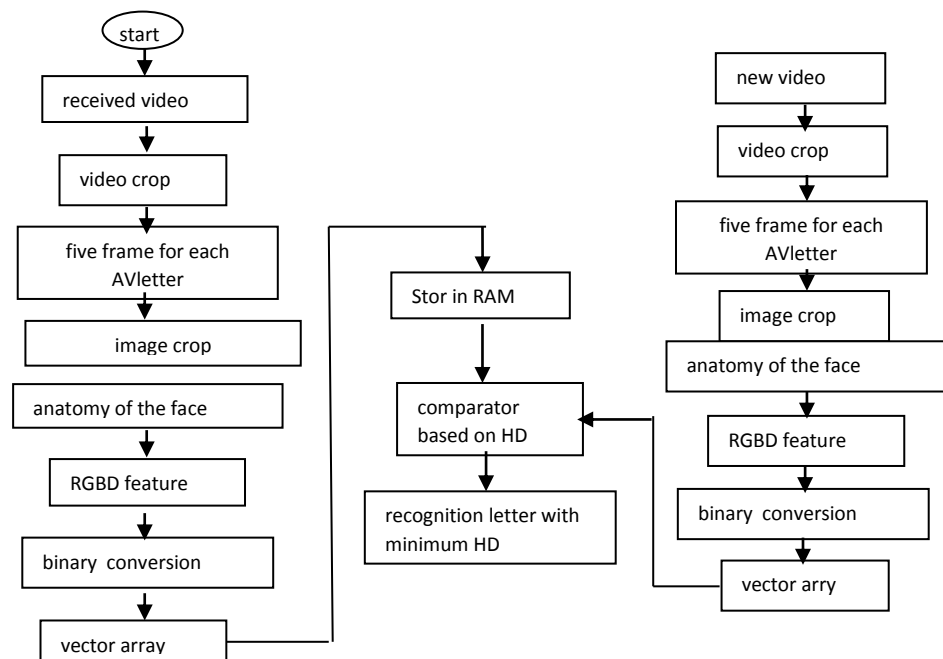 start
received video
video crop
five frame for each
AVletter
image crop
anatomy of the face
RGBD feature
binary  conversion
vector array
Stor in RAM
comparator
based on HD
recognition letter with
minimum HD
new video
video crop
five frame for each
AVletter
image crop
anatomy of the face
RGBD feature
binary  conversion
vector arry